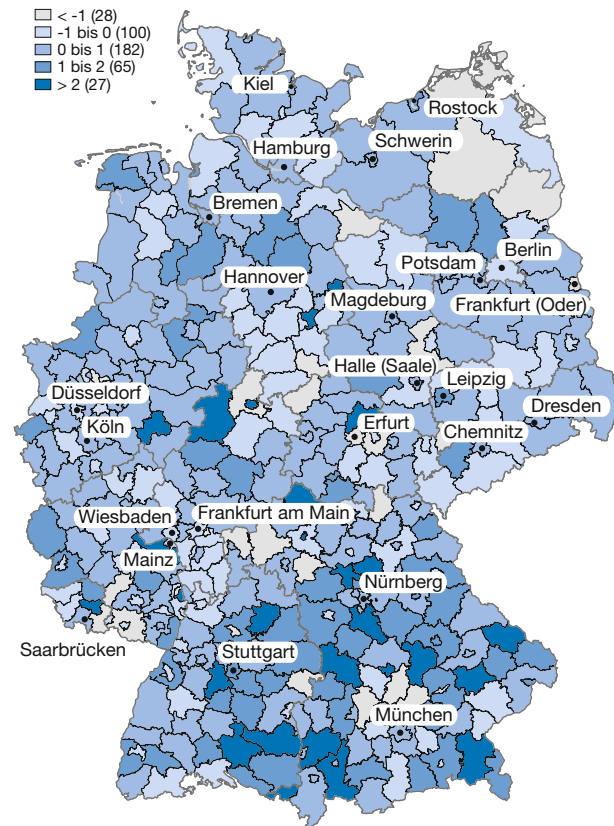 < -1 (28)
-1 bis 0 (100)
0 bis 1 (182)
1 bis 2 (65)
> 2 (27)
Kiel
Rostock
Schwerin
Hamburg
Bremen
Berlin
Potsdam
Hannover
Magdeburg
Frankfurt (Oder)
Halle (Saale)
Leipzig
Düsseldorf
Dresden
Köln
Erfurt
Chemnitz
Wiesbaden
Frankfurt am Main
Mainz
Nürnberg
Saarbrücken
Stuttgart
München